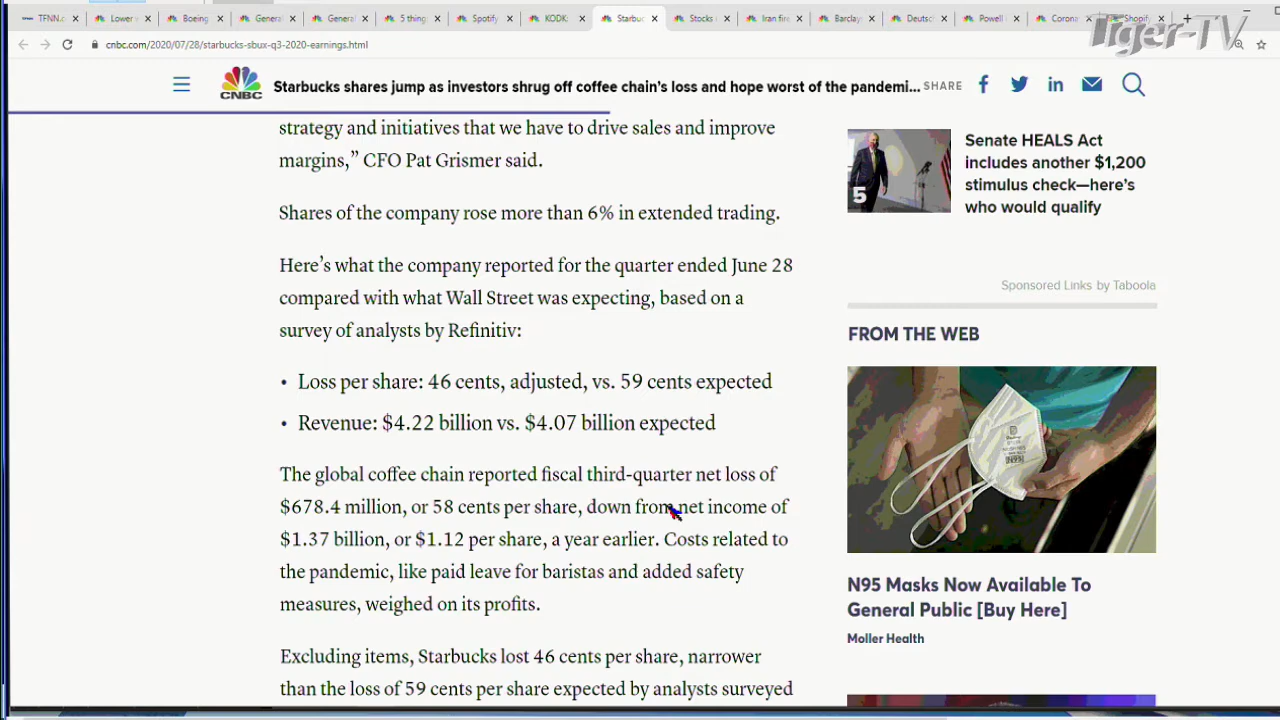 TFNN.c
Lower v
Boeing
Genera
General
5 thing
Spotify
KODK:
Starbuc
Stocks
Iran fire
Barclay
Deutsc
Powell
Corona
Shopif
Tiger-TV
cnbc.com/2020/07/28/starbucks-sbux-q3-2020-earnings.html
CNBC
Starbucks shares jump as investors shrug off coffee chain's loss and hope worst of the pandemi...
SHARE
strategy and initiatives that we have to drive sales and improve
margins,” CFO Pat Grismer said.
Shares of the company rose more than 6% in extended trading.
Here’s what the company reported for the quarter ended June 28
compared with what Wall Street was expecting, based on a
survey of analysts by Refinitiv:
• Loss per share: 46 cents, adjusted, vs. 59 cents expected
• Revenue: $4.22 billion vs. $4.07 billion expected
The global coffee chain reported fiscal third-quarter net loss of
$678.4 million, or 58 cents per share, down from net income of
$1.37 billion, or $1.12 per share, a year earlier. Costs related to
the pandemic, like paid leave for baristas and added safety
measures, weighed on its profits.
Excluding items, Starbucks lost 46 cents per share, narrower
than the loss of 59 cents per share expected by analysts surveyed
5
Senate HEALS Act
includes another $1,200
stimulus check—here’s
who would qualify
Sponsored Links by Taboola
FROM THE WEB
N95 Masks Now Available To
General Public [Buy Here]
Moller Health